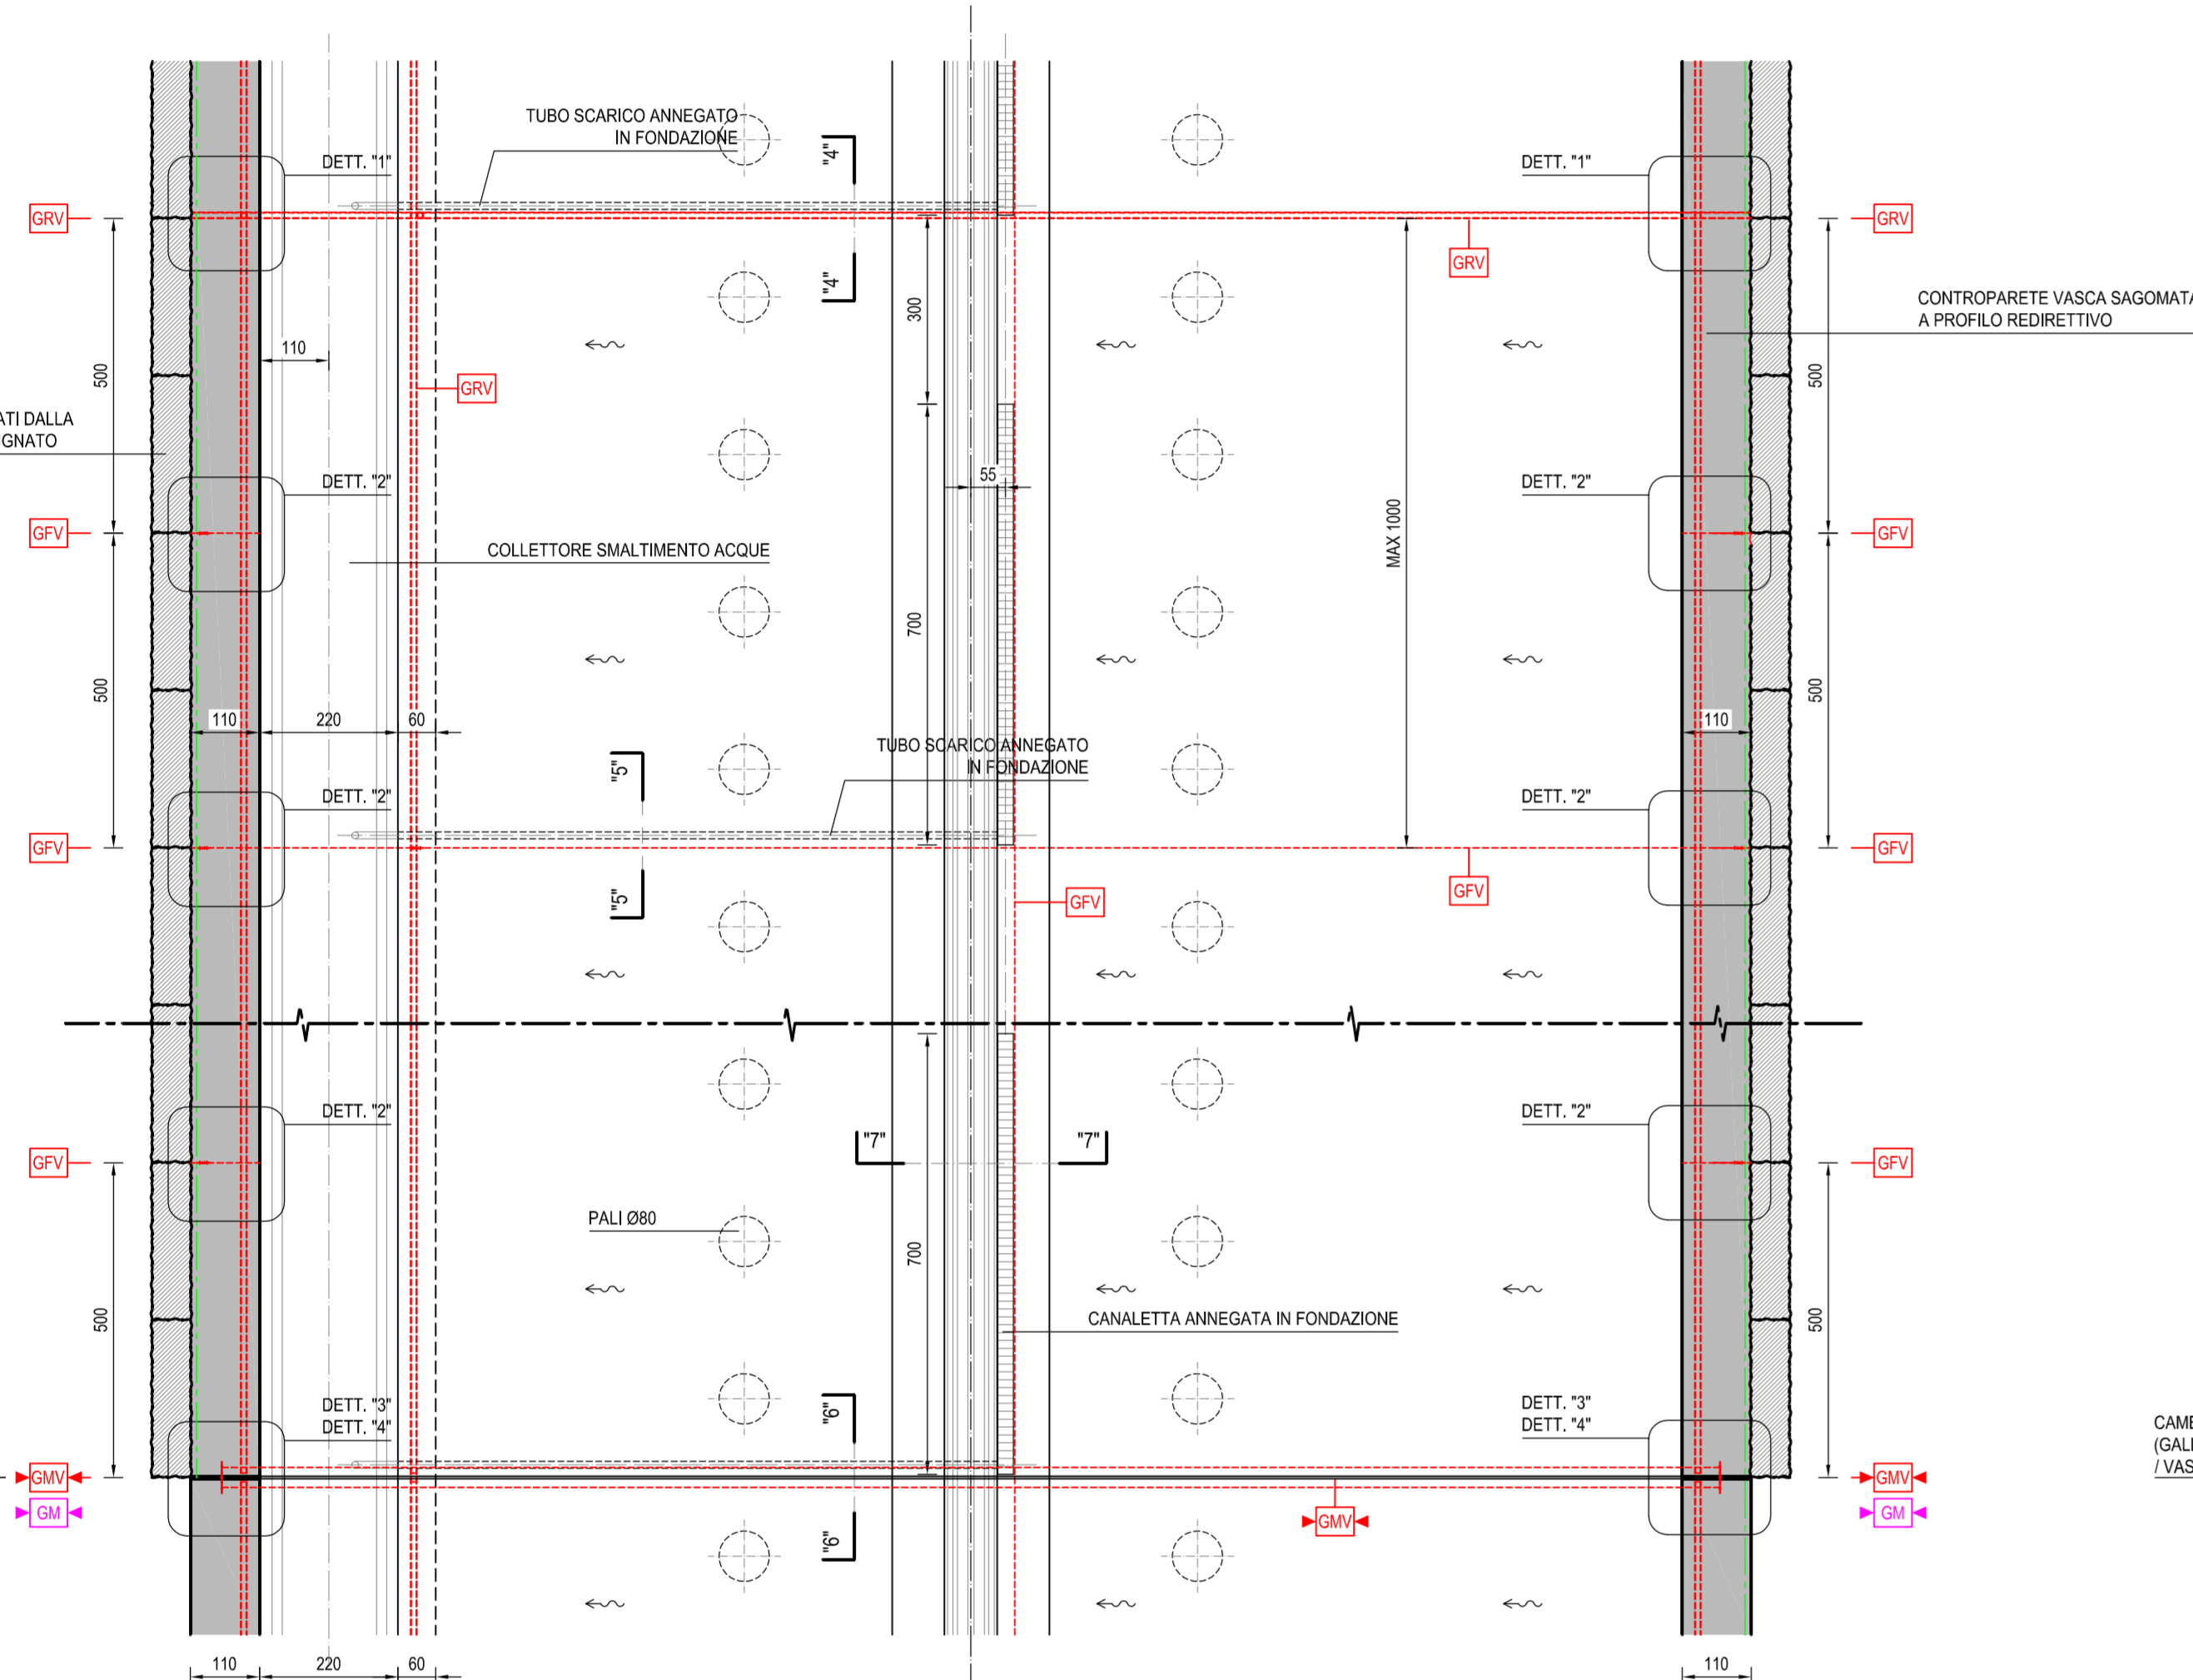 TUBO SCARICO ANNEGATO
IN FONDAZIONE
"4"
DETT. "1"
DETT. "1"
GRV
GRV
GRV
"4"
300
CONTROPARETE VASCA SAGOMATA
A PROFILO REDIRETTIVO
110
500
500
GRV
ATI DALLA
GNATO
DETT. "2"
55
DETT. "2"
MAX 1000
GFV
GFV
COLLETTORE SMALTIMENTO ACQUE
700
500
500
110
220
60
110
TUBO SCARICO ANNEGATO
IN FONDAZIONE
"5"
DETT. "2"
DETT. "2"
GFV
GFV
GFV
"5"
GFV
DETT. "2"
DETT. "2"
"7"
"7"
GFV
GFV
PALI Ø80
700
500
CANALETTA ANNEGATA IN FONDAZIONE
500
DETT. "3"
DETT. "4"
"6"
DETT. "3"
DETT. "4"
CAME
(GALL
/ VAS
GMV
GMV
GM
GMV
GM
"6"
110
220
60
110